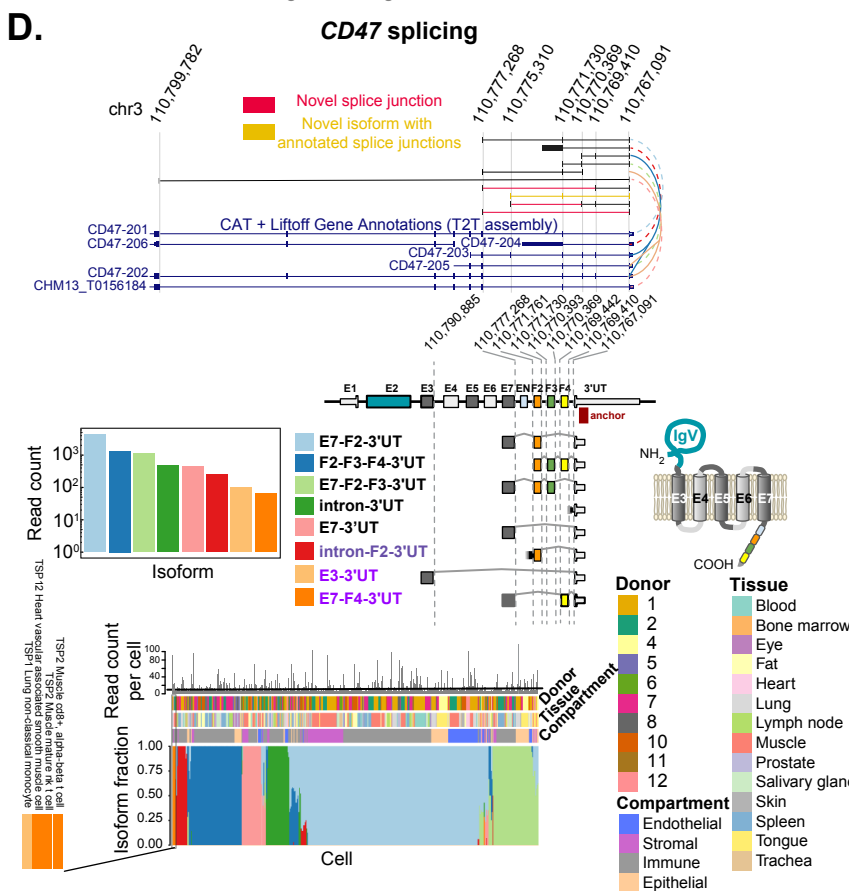 D.
CD47 splicing
chr3
110,799,782
110,777,268
110,775,310
110,771,730
110,770,369
110,769,410
110,767,091
Novel splice junction
Novel isoform with
annotated splice junctions
CAT + Liftoff Gene Annotations (T2T assembly)
CD47-201
CD47-206
CD47-204
CD47-203
CD47-205
CD47-202
CHM13_T0156184
110,790,885
110,777,268
110,771,761
110,771,730
110,770,393
110,770,369
110,769,442
110,769,410
110,767,091
E1 E2 E3 E4 E5 E6 E7 EN F2 F3 F4 3'UT
anchor
Read count
10³
10²
10¹
10⁰
Isoform
E7-F2-3'UT
F2-F3-F4-3'UT
E7-F2-F3-3'UT
intron-3'UT
E7-3'UT
intron-F2-3'UT
E3-3'UT
E7-F4-3'UT
IgV
NH₂
E3 E4 E5 E6 E7
COOH
TSP2 Muscle cd8+, alpha-beta t cell
TSP2 Muscle mature nk t cell
TSP12 Heart vascular associated smooth muscle cell
TSP1 Lung non-classical monocyte
Read count
per cell
100
80
40
0
Donor
Tissue
Compartment
Isoform fraction
1.00
0.75
0.50
0.25
0.00
Cell
Donor
1
2
4
5
6
7
8
10
11
12
Compartment
Endothelial
Stromal
Immune
Epithelial
Tissue
Blood
Bone marrow
Eye
Fat
Heart
Lung
Lymph node
Muscle
Prostate
Salivary gland
Skin
Spleen
Tongue
Trachea